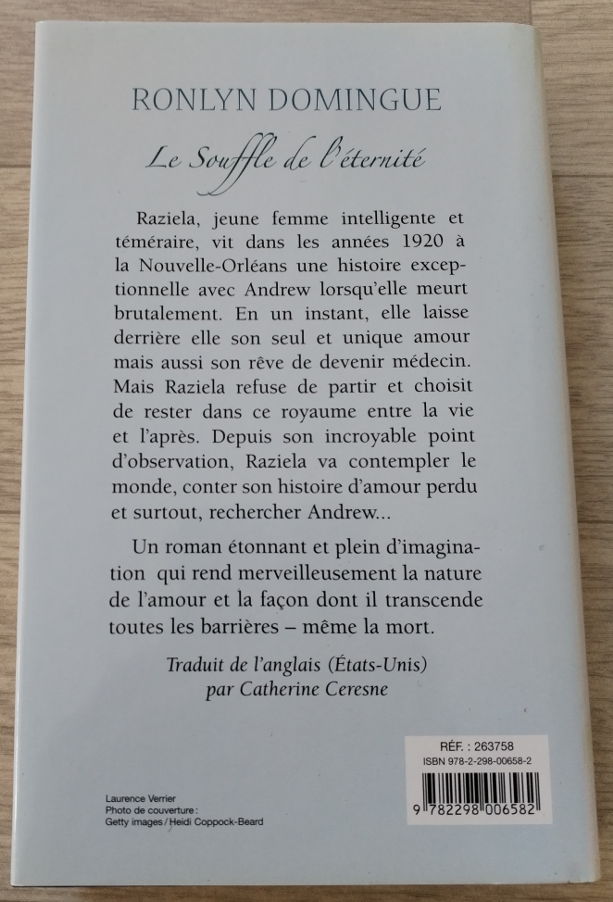 RONLYN DOMINGUE
Le Souffle de l'éternité
Raziela, jeune femme intelligente et
téméraire, vit dans les années 1920 à
la Nouvelle-Orléans une histoire excep-
tionnelle avec Andrew lorsqu'elle meurt
brutalement. En un instant, elle laisse
derrière elle son seul et unique amour
mais aussi son rêve de devenir médecin.
Mais Raziela refuse de partir et choisit
de rester dans ce royaume entre la vie
et l'après. Depuis son incroyable point
d'observation, Raziela va contempler le
monde, conter son histoire d'amour perdu
et surtout, rechercher Andrew...
Un roman étonnant et plein d'imagina-
tion qui rend merveilleusement la nature
de l'amour et la façon dont il transcende
toutes les barrières – même la mort.
Traduit de l'anglais (États-Unis)
par Catherine Ceresne
RÉF. : 263758
ISBN 978-2-298-00658-2
9 782298 006582
Laurence Verrier
Photo de couverture :
Getty images / Heidi Coppock-Beard